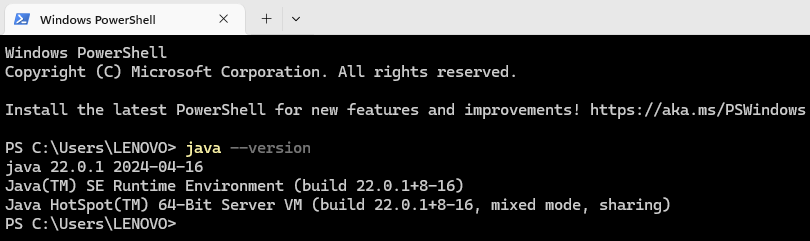 Windows PowerShell
Windows PowerShell
Copyright (C) Microsoft Corporation. All rights reserved.
Install the latest PowerShell for new features and improvements! https://aka.ms/PSWindows
PS C:\Users\LENOVO> java --version
java 22.0.1 2024-04-16
Java(TM) SE Runtime Environment (build 22.0.1+8-16)
Java HotSpot(TM) 64-Bit Server VM (build 22.0.1+8-16, mixed mode, sharing)
PS C:\Users\LENOVO>